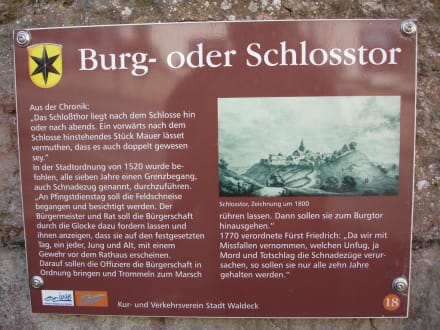 Burg- oder Schlosstor
Aus der Chronik:
„Das Schloßthor liegt nach dem Schlosse hin
oder nach abends. Ein vorwärts nach dem
Schlosse hinstehendes Stück Mauer lässet
vermuthen, dass es auch doppelt gewesen
sey.“
In der Stadtordnung von 1520 wurde be-
fohlen, alle sieben Jahre einen Grenzbegang,
auch Schnadezug genannt, durchzuführen.
„An Pfingstdienstag soll die Feldschneise
begangen und besichtigt werden. Der
Bürgermeister und Rat soll die Bürgerschaft
durch die Glocke dazu fordern lassen und
ihnen anzeigen, dass sie auf den festgesetzten
Tag, ein jeder, Jung und Alt, mit einem
Gewehr vor dem Rathaus erscheinen.
Darauf sollen die Offiziere die Bürgerschaft in
Ordnung bringen und Trommeln zum Marsch
Schlosstor, Zeichnung um 1800
rühren lassen. Dann sollen sie zum Burgtor
hinausgehen.“
1770 verordnete Fürst Friedrich: „Da wir mit
Missfallen vernommen, welchen Unfug, ja
Mord und Totschlag die Schnadezüge verur-
sachen, so sollen sie nur alle zehn Jahre
gehalten werden.“
Kur- und Verkehrsverein Stadt Waldeck
18